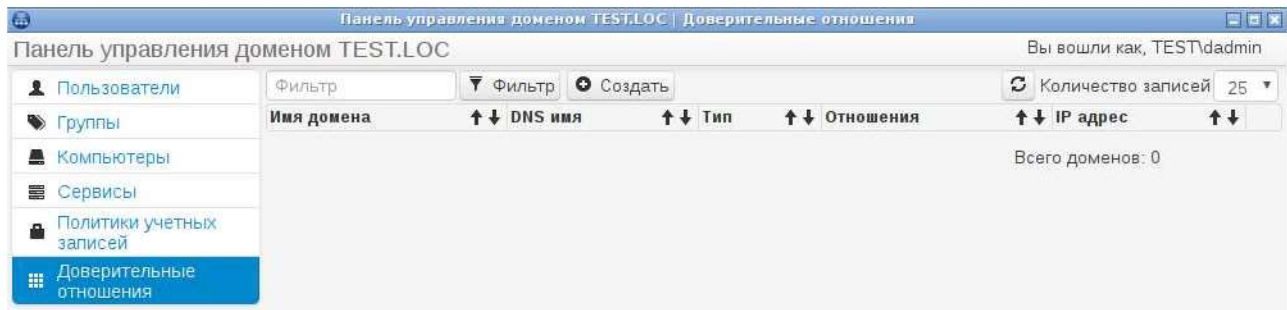 Панель управления доменом TEST.LOC | Доверительные отношения
Панель управления доменом TEST.LOC
Вы вошли как, TEST\dadmin
Пользователи
Группы
Компьютеры
Сервисы
Политики учетных
записей
Доверительные
отношения
Фильтр Фильтр Создать Количество записей 25
Имя домена DNS имя Тип Отношения IP адрес
Всего доменов: 0